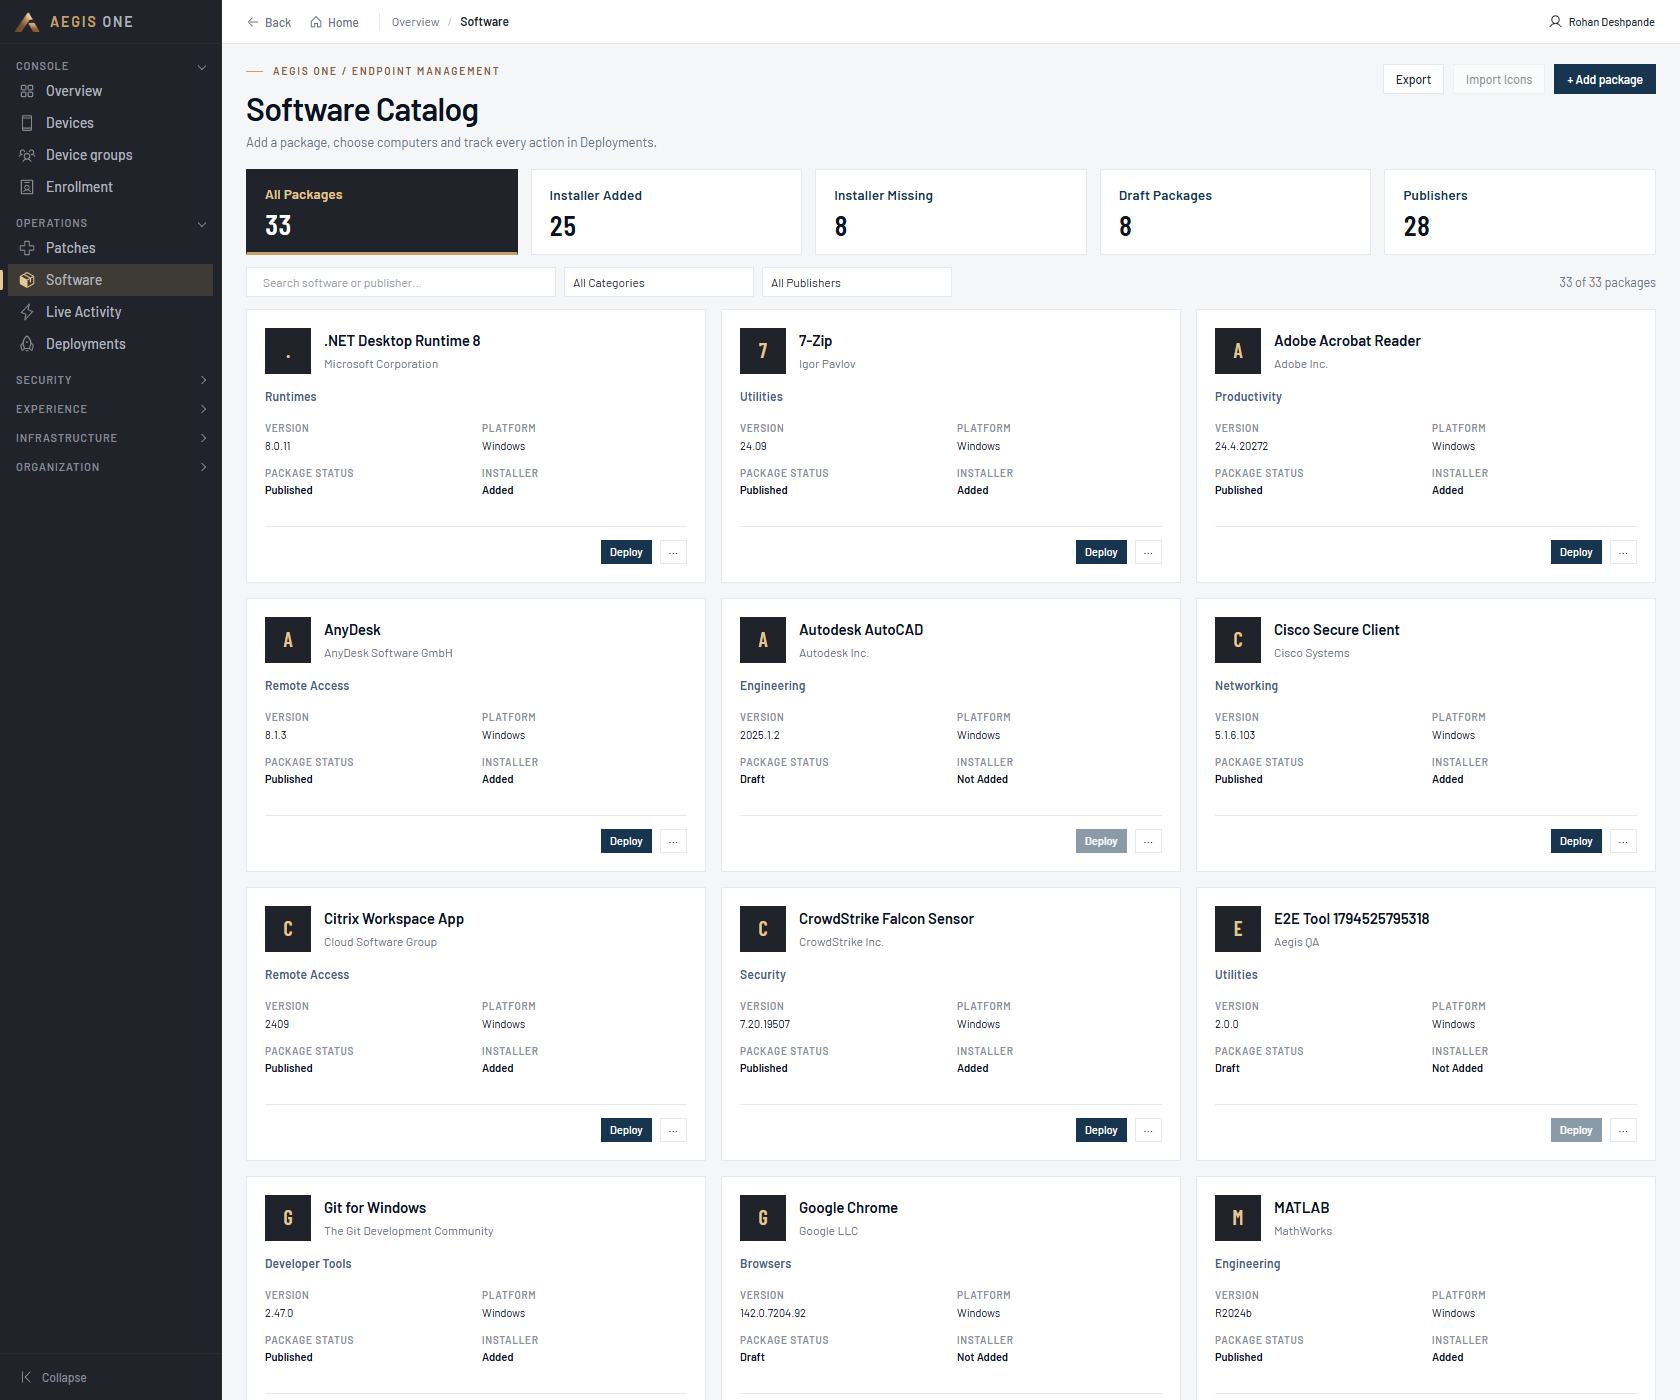 AEGIS ONE
CONSOLE
Overview
Devices
Device groups
Enrollment
OPERATIONS
Patches
Software
Live Activity
Deployments
SECURITY
EXPERIENCE
INFRASTRUCTURE
ORGANIZATION
Collapse
Back Home Overview / Software Rohan Deshpande
AEGIS ONE / ENDPOINT MANAGEMENT
Software Catalog
Add a package, choose computers and track every action in Deployments.
Export Import Icons + Add package
All Packages Installer Added Installer Missing Draft Packages Publishers
33 25 8 8 28
Search software or publisher... All Categories All Publishers 33 of 33 packages
. .NET Desktop Runtime 8
Microsoft Corporation
Runtimes
VERSION PLATFORM
8.0.11 Windows
PACKAGE STATUS INSTALLER
Published Added
Deploy ...
7 7-Zip
Igor Pavlov
Utilities
VERSION PLATFORM
24.09 Windows
PACKAGE STATUS INSTALLER
Published Added
Deploy ...
A Adobe Acrobat Reader
Adobe Inc.
Productivity
VERSION PLATFORM
24.4.20272 Windows
PACKAGE STATUS INSTALLER
Published Added
Deploy ...
A AnyDesk
AnyDesk Software GmbH
Remote Access
VERSION PLATFORM
8.1.3 Windows
PACKAGE STATUS INSTALLER
Published Added
Deploy ...
A Autodesk AutoCAD
Autodesk Inc.
Engineering
VERSION PLATFORM
2025.1.2 Windows
PACKAGE STATUS INSTALLER
Draft Not Added
Deploy ...
C Cisco Secure Client
Cisco Systems
Networking
VERSION PLATFORM
5.1.6.103 Windows
PACKAGE STATUS INSTALLER
Published Added
Deploy ...
C Citrix Workspace App
Cloud Software Group
Remote Access
VERSION PLATFORM
2409 Windows
PACKAGE STATUS INSTALLER
Published Added
Deploy ...
C CrowdStrike Falcon Sensor
CrowdStrike Inc.
Security
VERSION PLATFORM
7.20.19507 Windows
PACKAGE STATUS INSTALLER
Published Added
Deploy ...
E E2E Tool 1794525795318
Aegis QA
Utilities
VERSION PLATFORM
2.0.0 Windows
PACKAGE STATUS INSTALLER
Draft Not Added
Deploy ...
G Git for Windows
The Git Development Community
Developer Tools
VERSION PLATFORM
2.47.0 Windows
PACKAGE STATUS INSTALLER
Published Added
G Google Chrome
Google LLC
Browsers
VERSION PLATFORM
142.0.7204.92 Windows
PACKAGE STATUS INSTALLER
Draft Not Added
M MATLAB
MathWorks
Engineering
VERSION PLATFORM
R2024b Windows
PACKAGE STATUS INSTALLER
Published Added